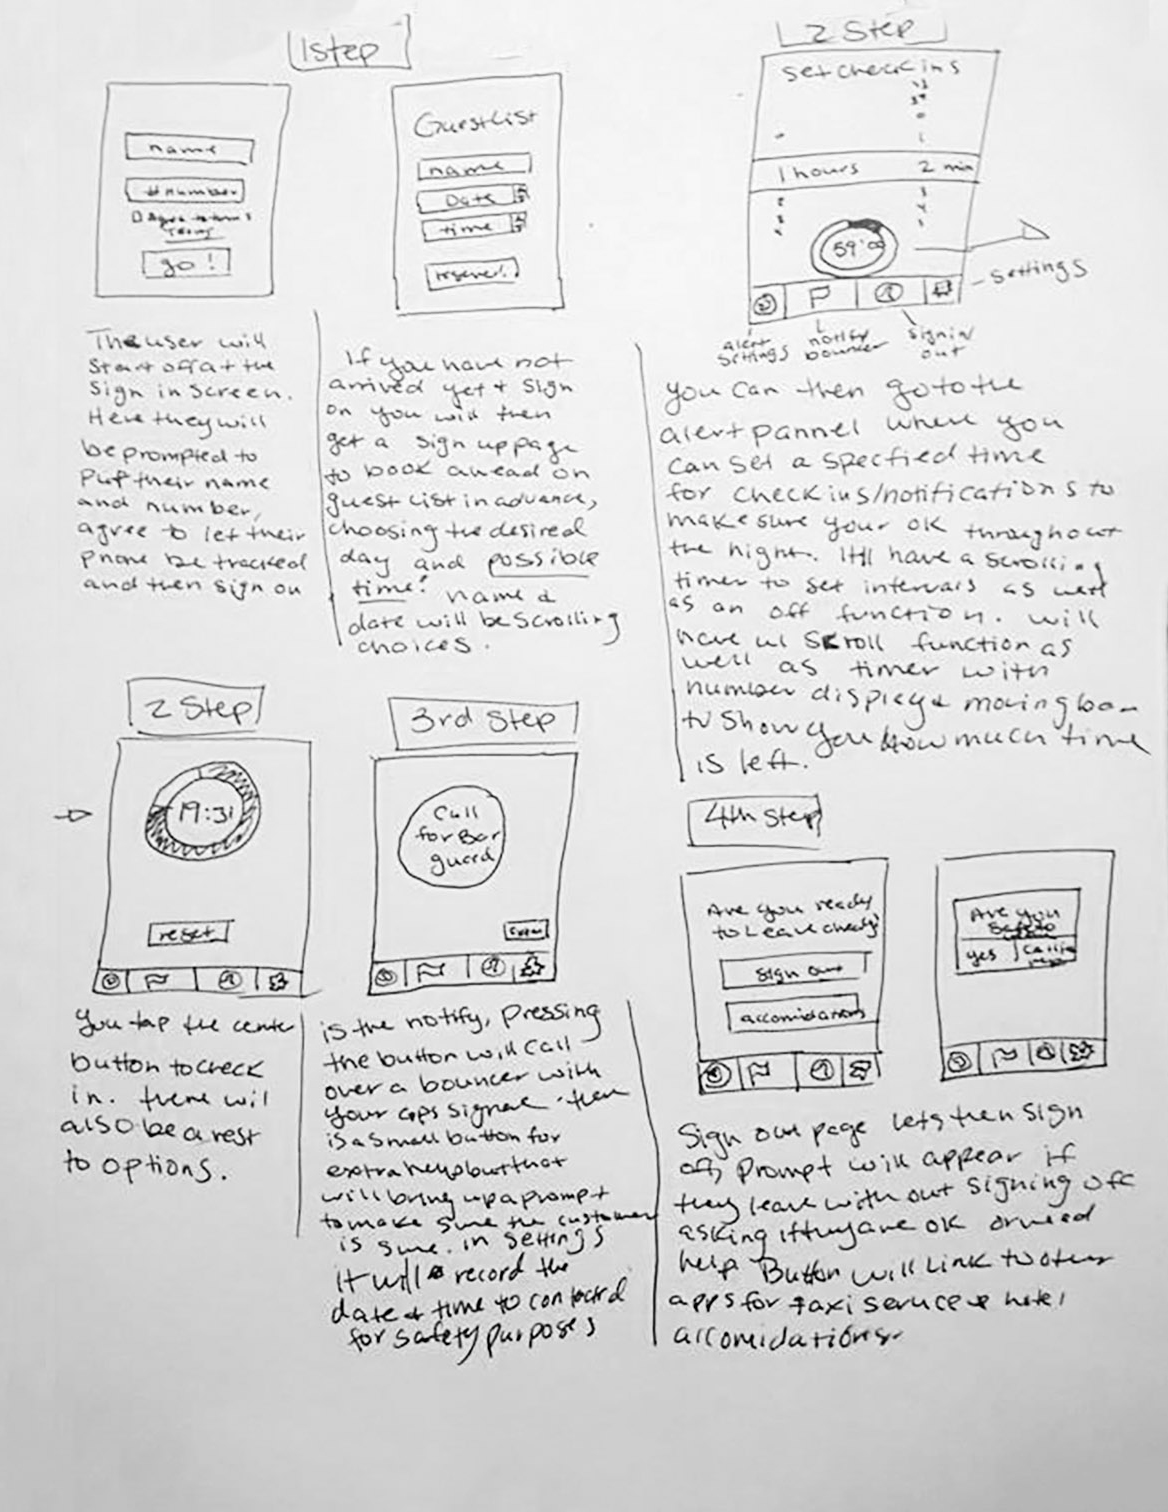 1step
name
# number
go!
The user will
start off at the
sign in screen.
Here they will
be prompted to
put their name
and number,
agree to let their
phone be tracked
and then sign on
Guest List
name
Date
time
reserve!
If you have not
arrived yet + sign
on you will then
get a sign up page
to book ahead on
guest list in advance,
choosing the desired
day and possible
time! name &
date will be scrolling
choices.
2 Step
Set check ins
1 hours 2 min
59:00
settings
alert
settings
notify
bouncer
sign in
out
you can then go to the
alert pannel where you
can set a specfied time
for check ins/notifications to
make sure your ok throughout
the night. Itll have a scrolling
timer to set intervals as well
as an off function. will
have ul scroll function as
well as timer with
number display & moving bar
to show you how much time
is left.
2 Step
19:31
reset
You tap the center
button to check
in. there will
also be a rest
to options.
3rd Step
Call
for Bar
guard
is the notify, pressing
the button will call
over a bouncer with
your GPS signal. there
is a small button for
extra help but that
will bring up a prompt
to make sure the customer
is sure. in settings
it will record the
date & time to contactd
for safety purposes
4th Step
Are you ready
to Leave
Sign out
accomidations
Are you
safe to
yes
Sign out page lets then sign
off, prompt will appear if
they leave with out signing off
asking if they are ok or need
help Button will link to other
apps for taxi service & hotel
accomidations.